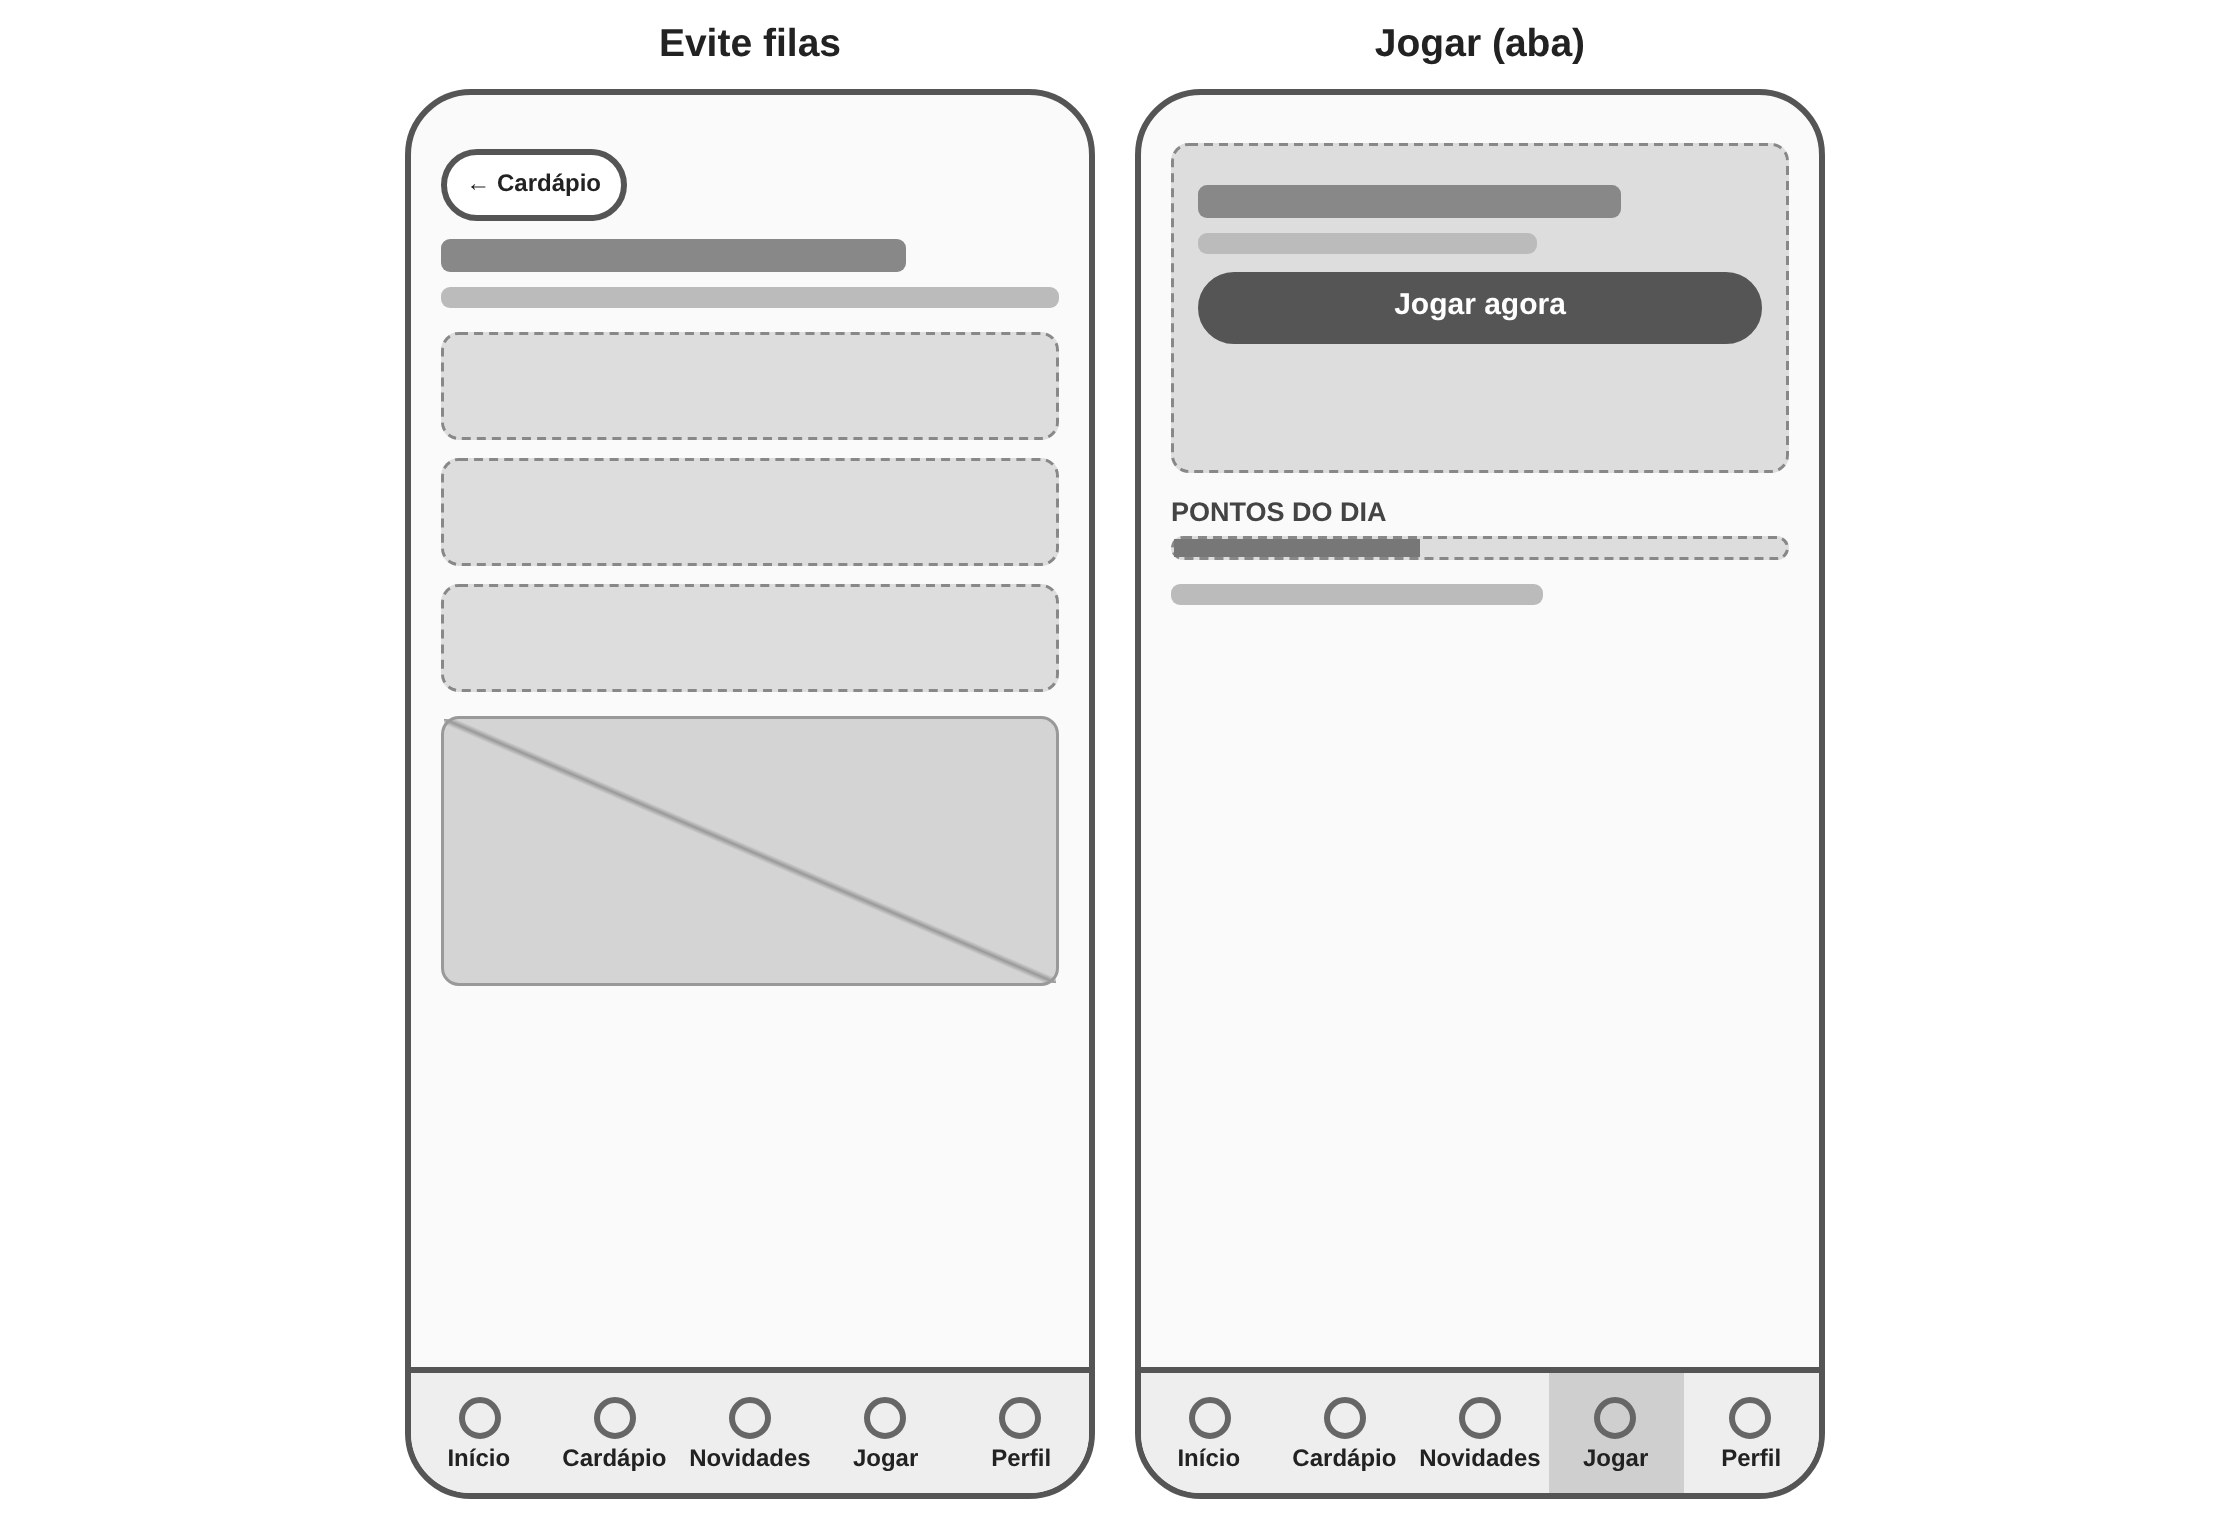 Evite filas
← Cardápio
Início Cardápio Novidades Jogar Perfil
Jogar (aba)
Jogar agora
PONTOS DO DIA
Início Cardápio Novidades Jogar Perfil